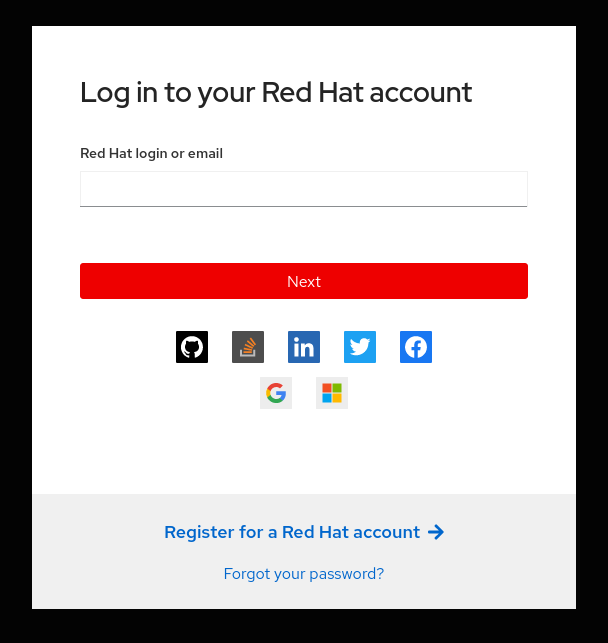 Log in to your Red Hat account
Red Hat login or email
Next
Register for a Red Hat account
Forgot your password?